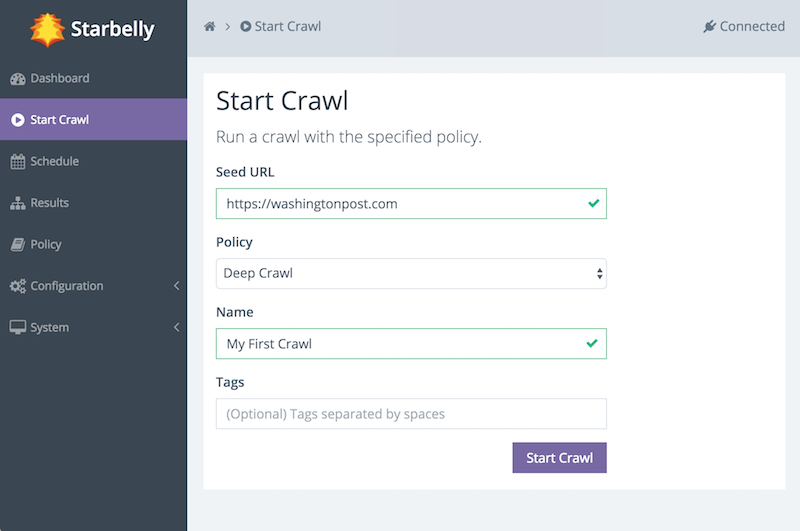 Starbelly
Start Crawl
Connected
Dashboard
Start Crawl
Schedule
Results
Policy
Configuration
System
Start Crawl
Run a crawl with the specified policy.
Seed URL
https://washingtonpost.com
Policy
Deep Crawl
Name
My First Crawl
Tags
(Optional) Tags separated by spaces
Start Crawl